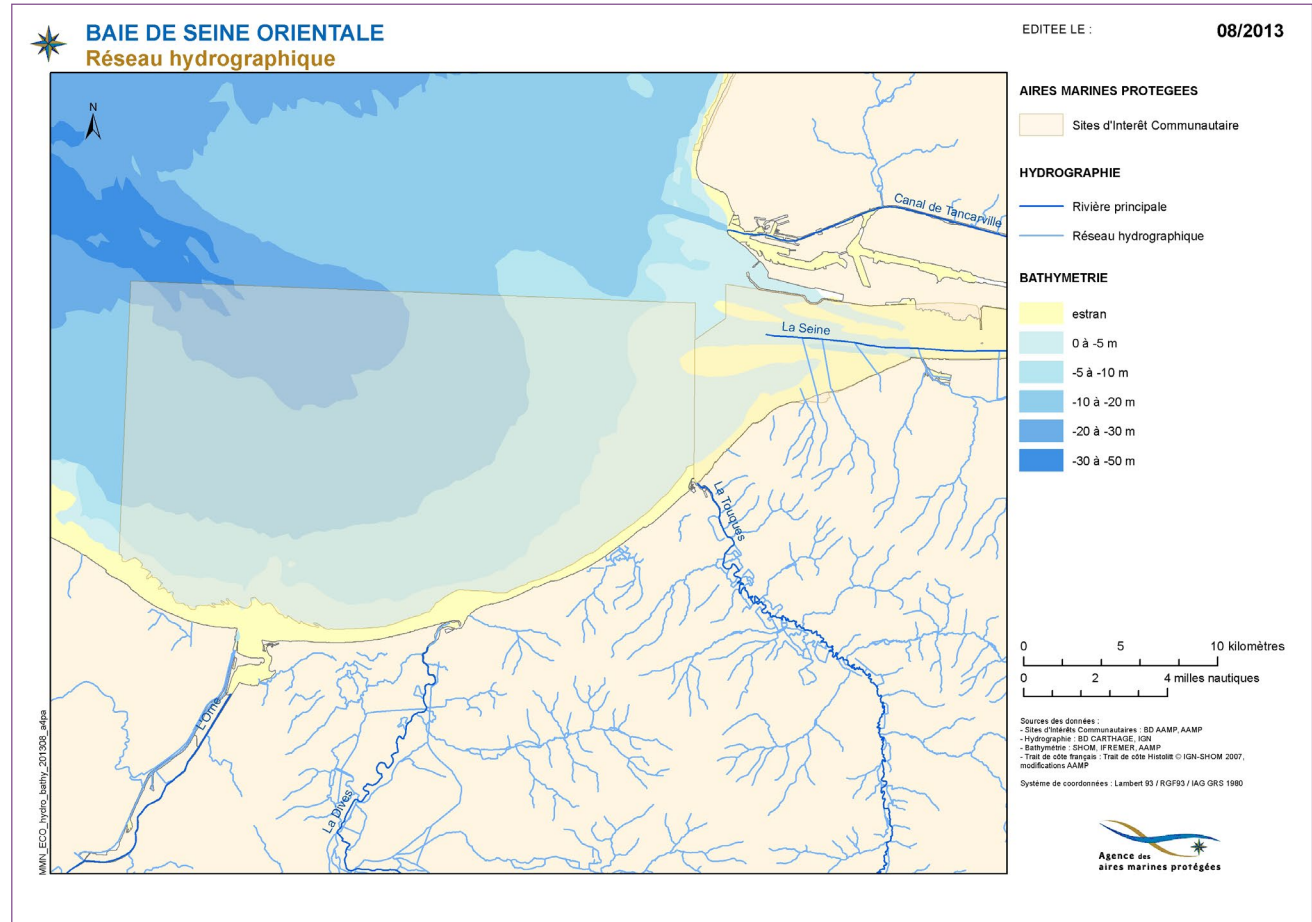 BAIE DE SEINE ORIENTALE
Réseau hydrographique
EDITEE LE :
08/2013
N
Canal de Tancarville
La Seine
La Touques
L'Orne
La Dives
MMN_ECO_hydro_bathy_201308_a4pa
AIRES MARINES PROTEGEES
Sites d'Interêt Communautaire
HYDROGRAPHIE
Rivière principale
Réseau hydrographique
BATHYMETRIE
estran
0 à -5 m
-5 à -10 m
-10 à -20 m
-20 à -30 m
-30 à -50 m
0 5 10 kilomètres
0 2 4 milles nautiques
Sources des données :
- Sites d'Intérêts Communautaires : BD AAMP, AAMP
- Hydrographie : BD CARTHAGE, IGN
- Bathymétrie : SHOM, IFREMER, AAMP
- Trait de côte français : Trait de côte Histolitt © IGN-SHOM 2007,
modifications AAMP
Système de coordonnées : Lambert 93 / RGF93 / IAG GRS 1980
Agence des
aires marines protégées